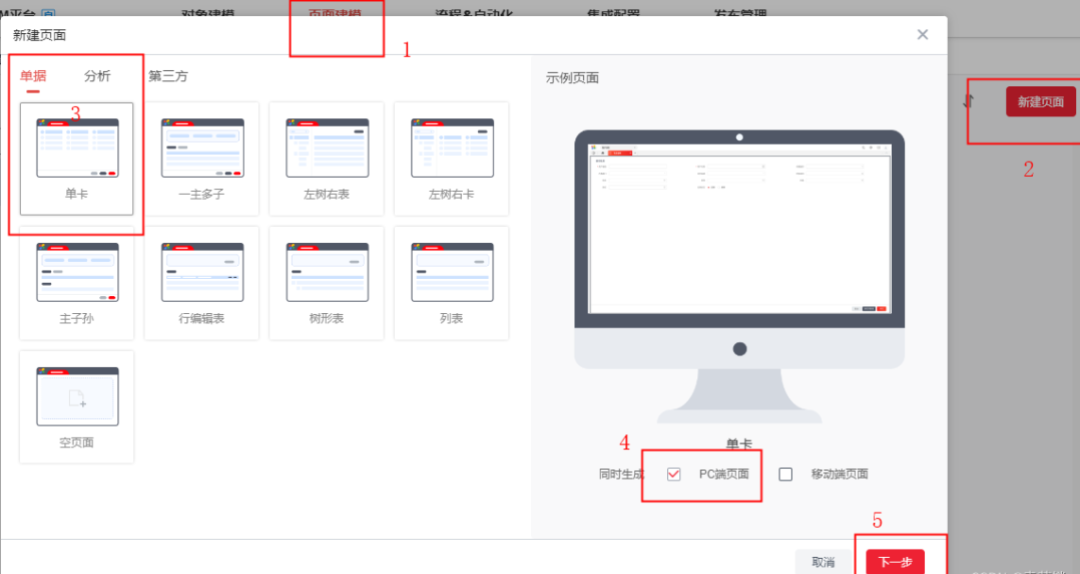 M平台
对象建模
页面建模
流程&自动化
集成配置
发布管理
新建页面
1
单据 分析 第三方
示例页面
新建页面
3
2
单卡 一主多子 左树右表 左树右卡
主子孙 行编辑表 树形表 列表
空页面
单卡
4
同时生成 PC端页面 移动端页面
5
取消 下一步